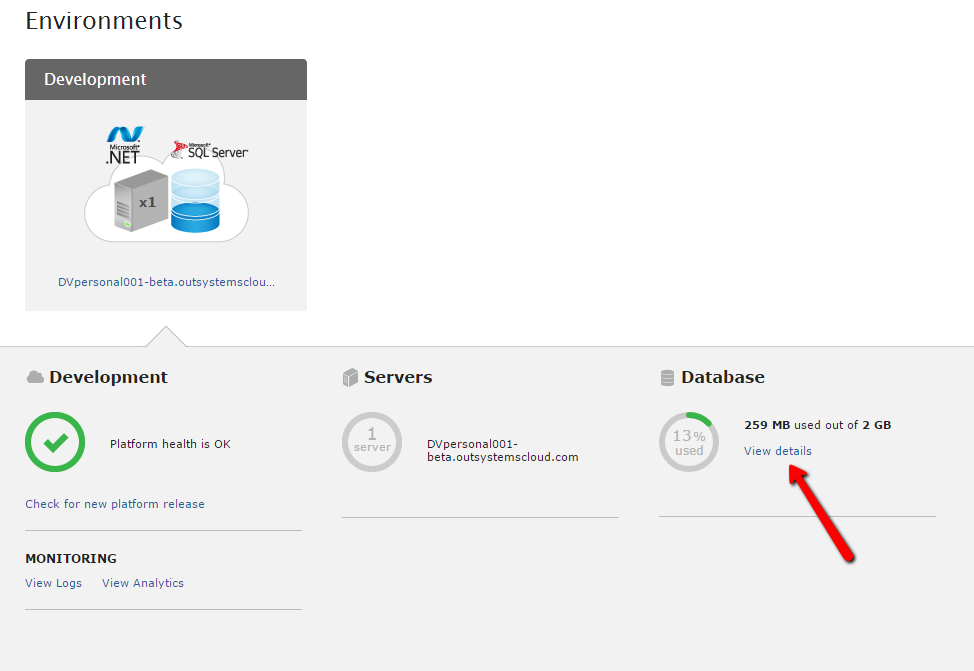 Environments
Development
Microsoft
.NET
Microsoft
SQL Server
x1
DVpersonal001-beta.outsystemsclou...
Development
Platform health is OK
Check for new platform release
MONITORING
View Logs View Analytics
Servers
1
server
DVpersonal001-
beta.outsystemscloud.com
Database
13%
used
259 MB used out of 2 GB
View details